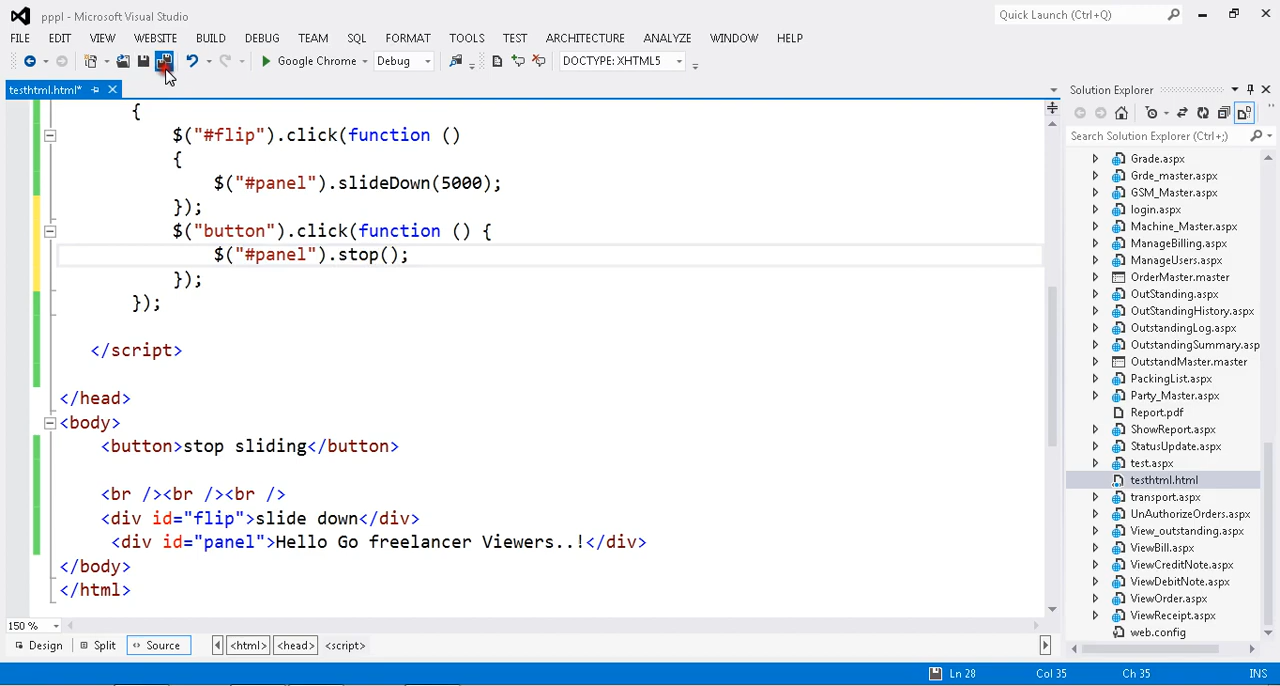 pppl - Microsoft Visual Studio
Quick Launch (Ctrl+Q)
FILE EDIT VIEW WEBSITE BUILD DEBUG TEAM SQL FORMAT TOOLS TEST ARCHITECTURE ANALYZE WINDOW HELP
Google Chrome Debug DOCTYPE: XHTML5
testhtml.html*
{
$("#flip").click(function ()
{
$("#panel").slideDown(5000);
});
$("button").click(function () {
$("#panel").stop();
});
});
</script>
</head>
<body>
<button>stop sliding</button>
<br /><br /><br />
<div id="flip">slide down</div>
<div id="panel">Hello Go freelancer Viewers..!</div>
</body>
</html>
150 %
Design Split Source <html> <head> <script>
Solution Explorer
Search Solution Explorer (Ctrl+;)
Grade.aspx
Grde_master.aspx
GSM_Master.aspx
login.aspx
Machine_Master.aspx
ManageBilling.aspx
ManageUsers.aspx
OrderMaster.master
OutStanding.aspx
OutStandingHistory.aspx
OutstandingLog.aspx
OutstandingSummary.asp
OutstandMaster.master
PackingList.aspx
Party_Master.aspx
Report.pdf
ShowReport.aspx
StatusUpdate.aspx
test.aspx
testhtml.html
transport.aspx
UnAuthorizeOrders.aspx
View_outstanding.aspx
ViewBill.aspx
ViewCreditNote.aspx
ViewDebitNote.aspx
ViewOrder.aspx
ViewReceipt.aspx
web.config
Ln 28 Col 35 Ch 35 INS